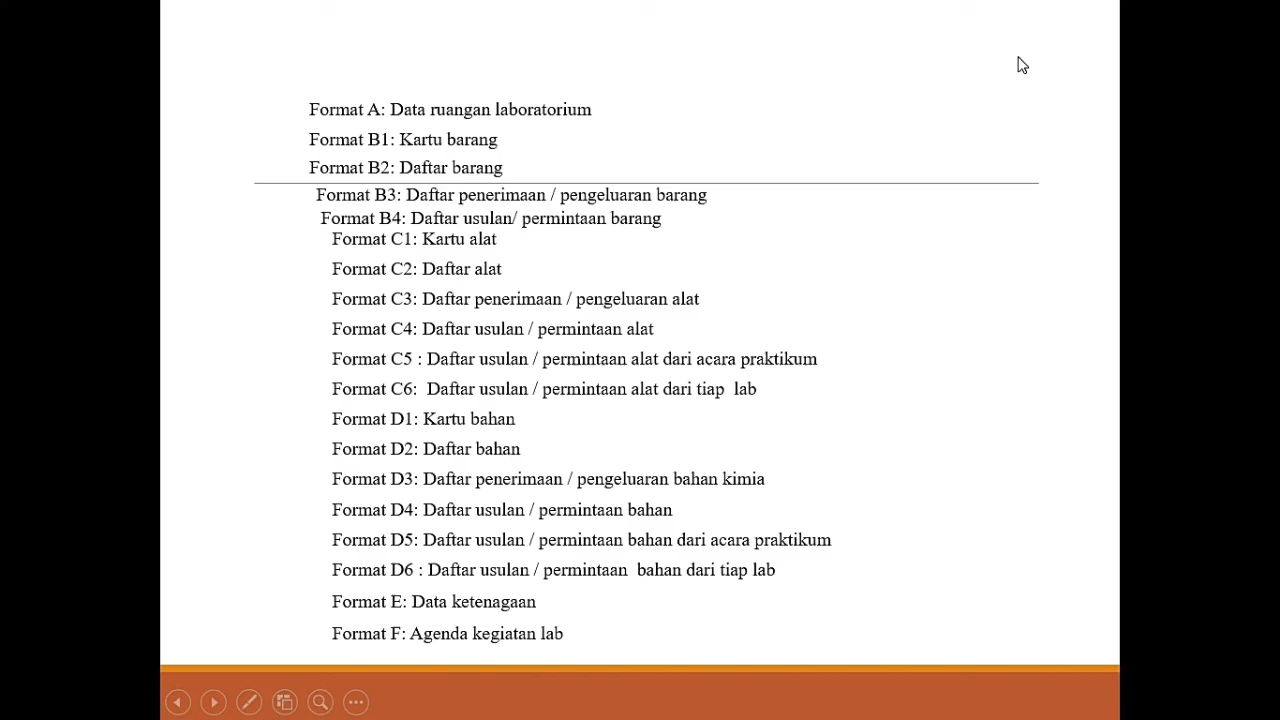 Format A: Data ruangan laboratorium
Format B1: Kartu barang
Format B2: Daftar barang
Format B3: Daftar penerimaan / pengeluaran barang
Format B4: Daftar usulan/ permintaan barang
Format C1: Kartu alat
Format C2: Daftar alat
Format C3: Daftar penerimaan / pengeluaran alat
Format C4: Daftar usulan / permintaan alat
Format C5 : Daftar usulan / permintaan alat dari acara praktikum
Format C6:  Daftar usulan / permintaan alat dari tiap  lab
Format D1: Kartu bahan
Format D2: Daftar bahan
Format D3: Daftar penerimaan / pengeluaran bahan kimia
Format D4: Daftar usulan / permintaan bahan
Format D5: Daftar usulan / permintaan bahan dari acara praktikum
Format D6 : Daftar usulan / permintaan  bahan dari tiap lab
Format E: Data ketenagaan
Format F: Agenda kegiatan lab